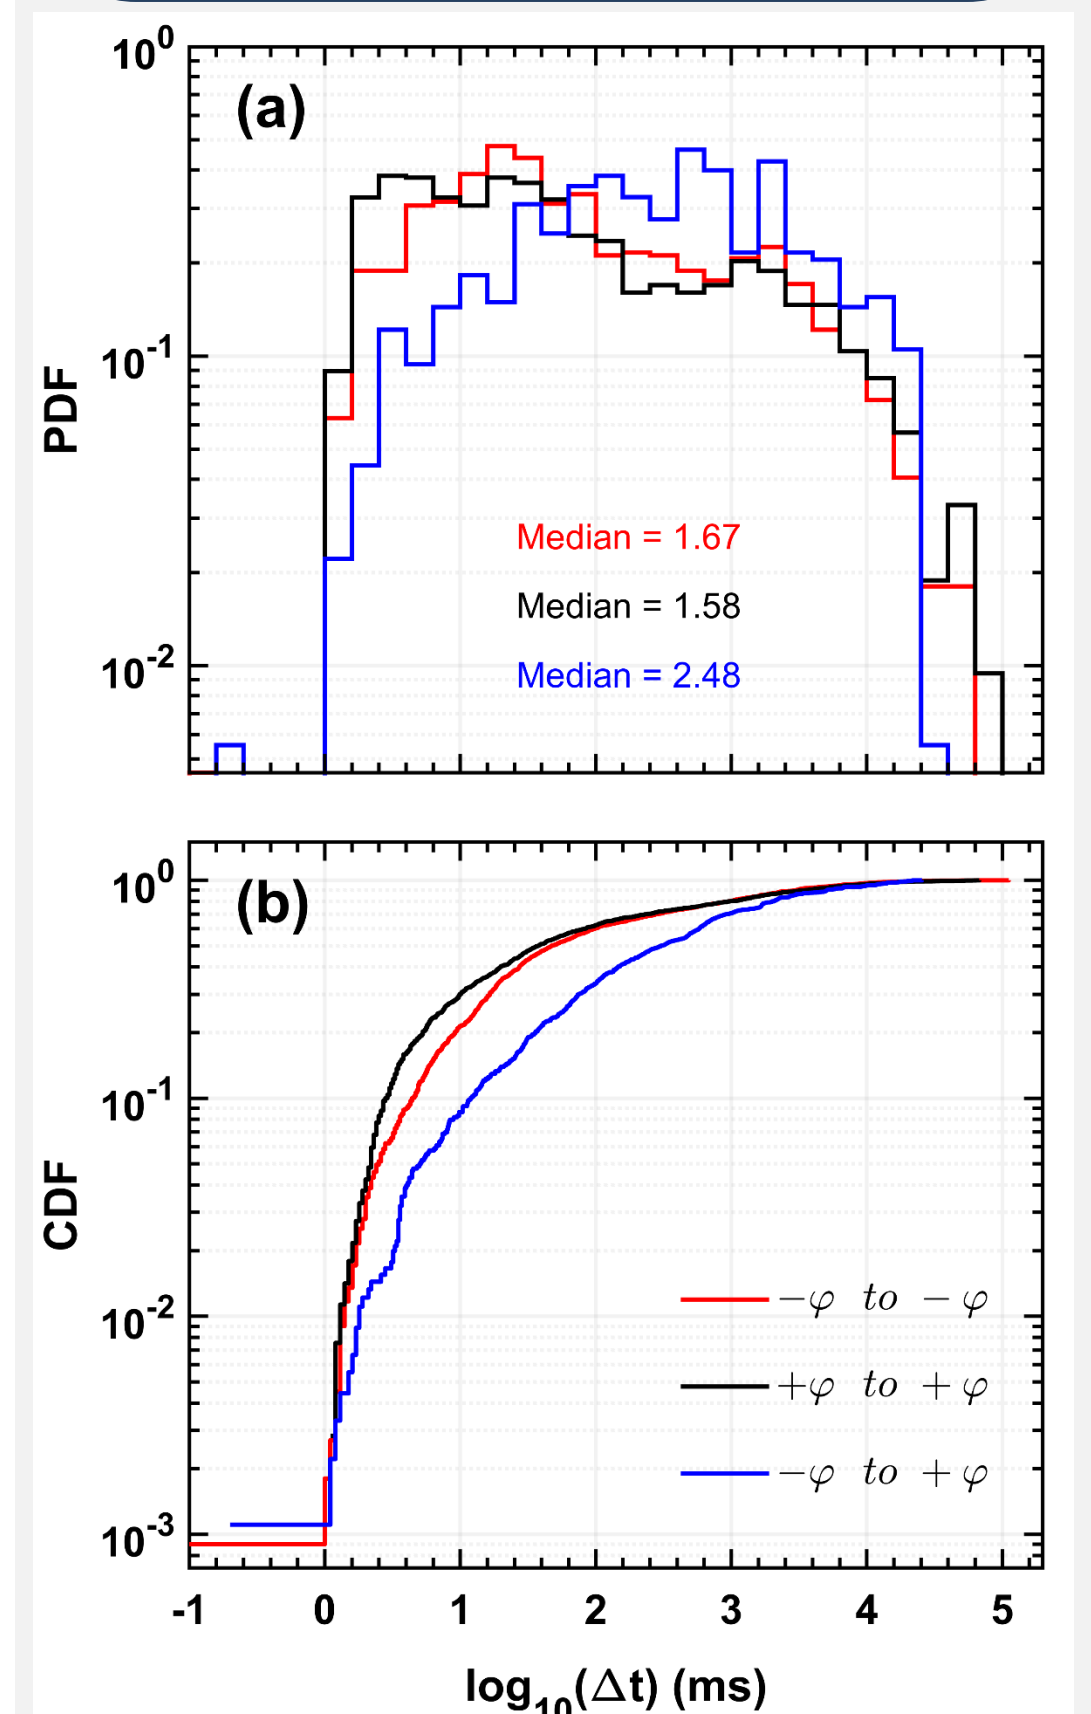 10^0
(a)
10^-1
PDF
Median = 1.67
Median = 1.58
10^-2
Median = 2.48
10^0
(b)
10^-1
CDF
10^-2
−φ to − φ
+φ to + φ
−φ to + φ
10^-3
-1 0 1 2 3 4 5
log_10(Δt) (ms)